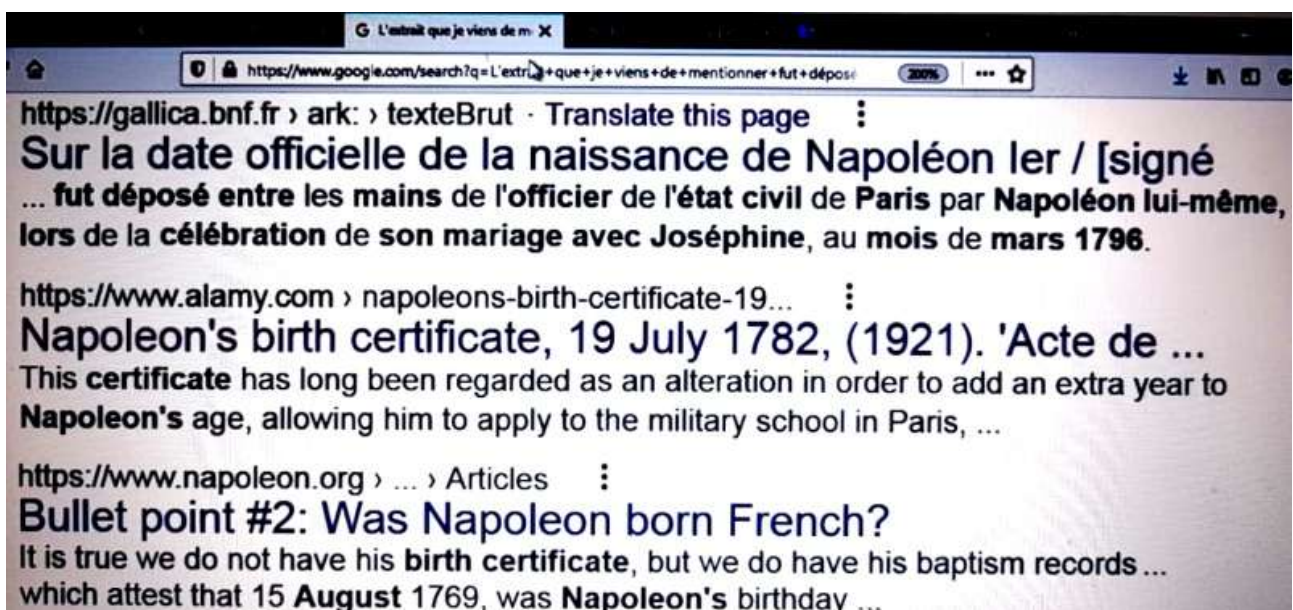 G L'extrait que je viens de m X
https://www.google.com/search?q=L'extr +que+je+viens+de+mentionner+fut+déposé 200% ...
https://gallica.bnf.fr › ark: › texteBrut · Translate this page
Sur la date officielle de la naissance de Napoléon Ier / [signé
... fut déposé entre les mains de l'officier de l'état civil de Paris par Napoléon lui-même,
lors de la célébration de son mariage avec Joséphine, au mois de mars 1796.
https://www.alamy.com › napoleons-birth-certificate-19...
Napoleon's birth certificate, 19 July 1782, (1921). 'Acte de ...
This certificate has long been regarded as an alteration in order to add an extra year to
Napoleon's age, allowing him to apply to the military school in Paris, ...
https://www.napoleon.org › ... › Articles
Bullet point #2: Was Napoleon born French?
It is true we do not have his birth certificate, but we do have his baptism records ...
which attest that 15 August 1769, was Napoleon's birthday ...